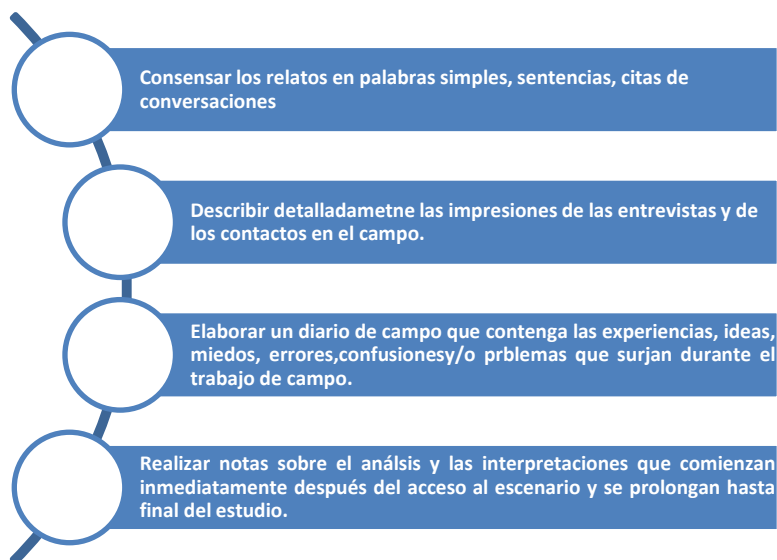 Consensar los relatos en palabras simples, sentencias, citas de
conversaciones
Describir detalladametne las impresiones de las entrevistas y de
los contactos en el campo.
Elaborar un diario de campo que contenga las experiencias, ideas,
miedos, errores,confusionesy/o prblemas que surjan durante el
trabajo de campo.
Realizar notas sobre el análsis y las interpretaciones que comienzan
inmediatamente después del acceso al escenario y se prolongan hasta
final del estudio.